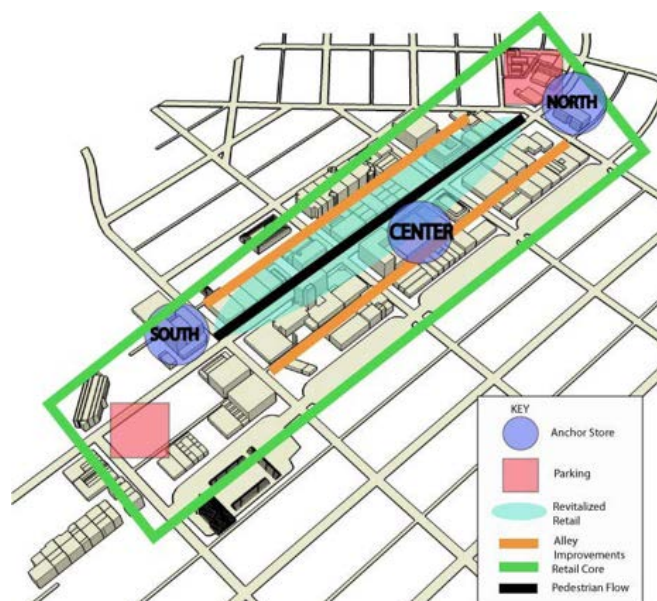 NORTH
CENTER
SOUTH
KEY
Anchor Store
Parking
Revitalized
Retail
Alley
Improvements
Retail Core
Pedestrian Flow